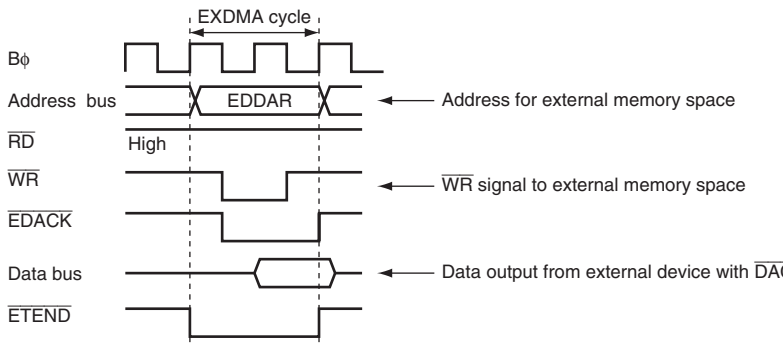 EXDMA cycle
Bϕ
Address bus EDDAR Address for external memory space
RD High
WR WR signal to external memory space
EDACK
Data bus Data output from external device with
ETEND